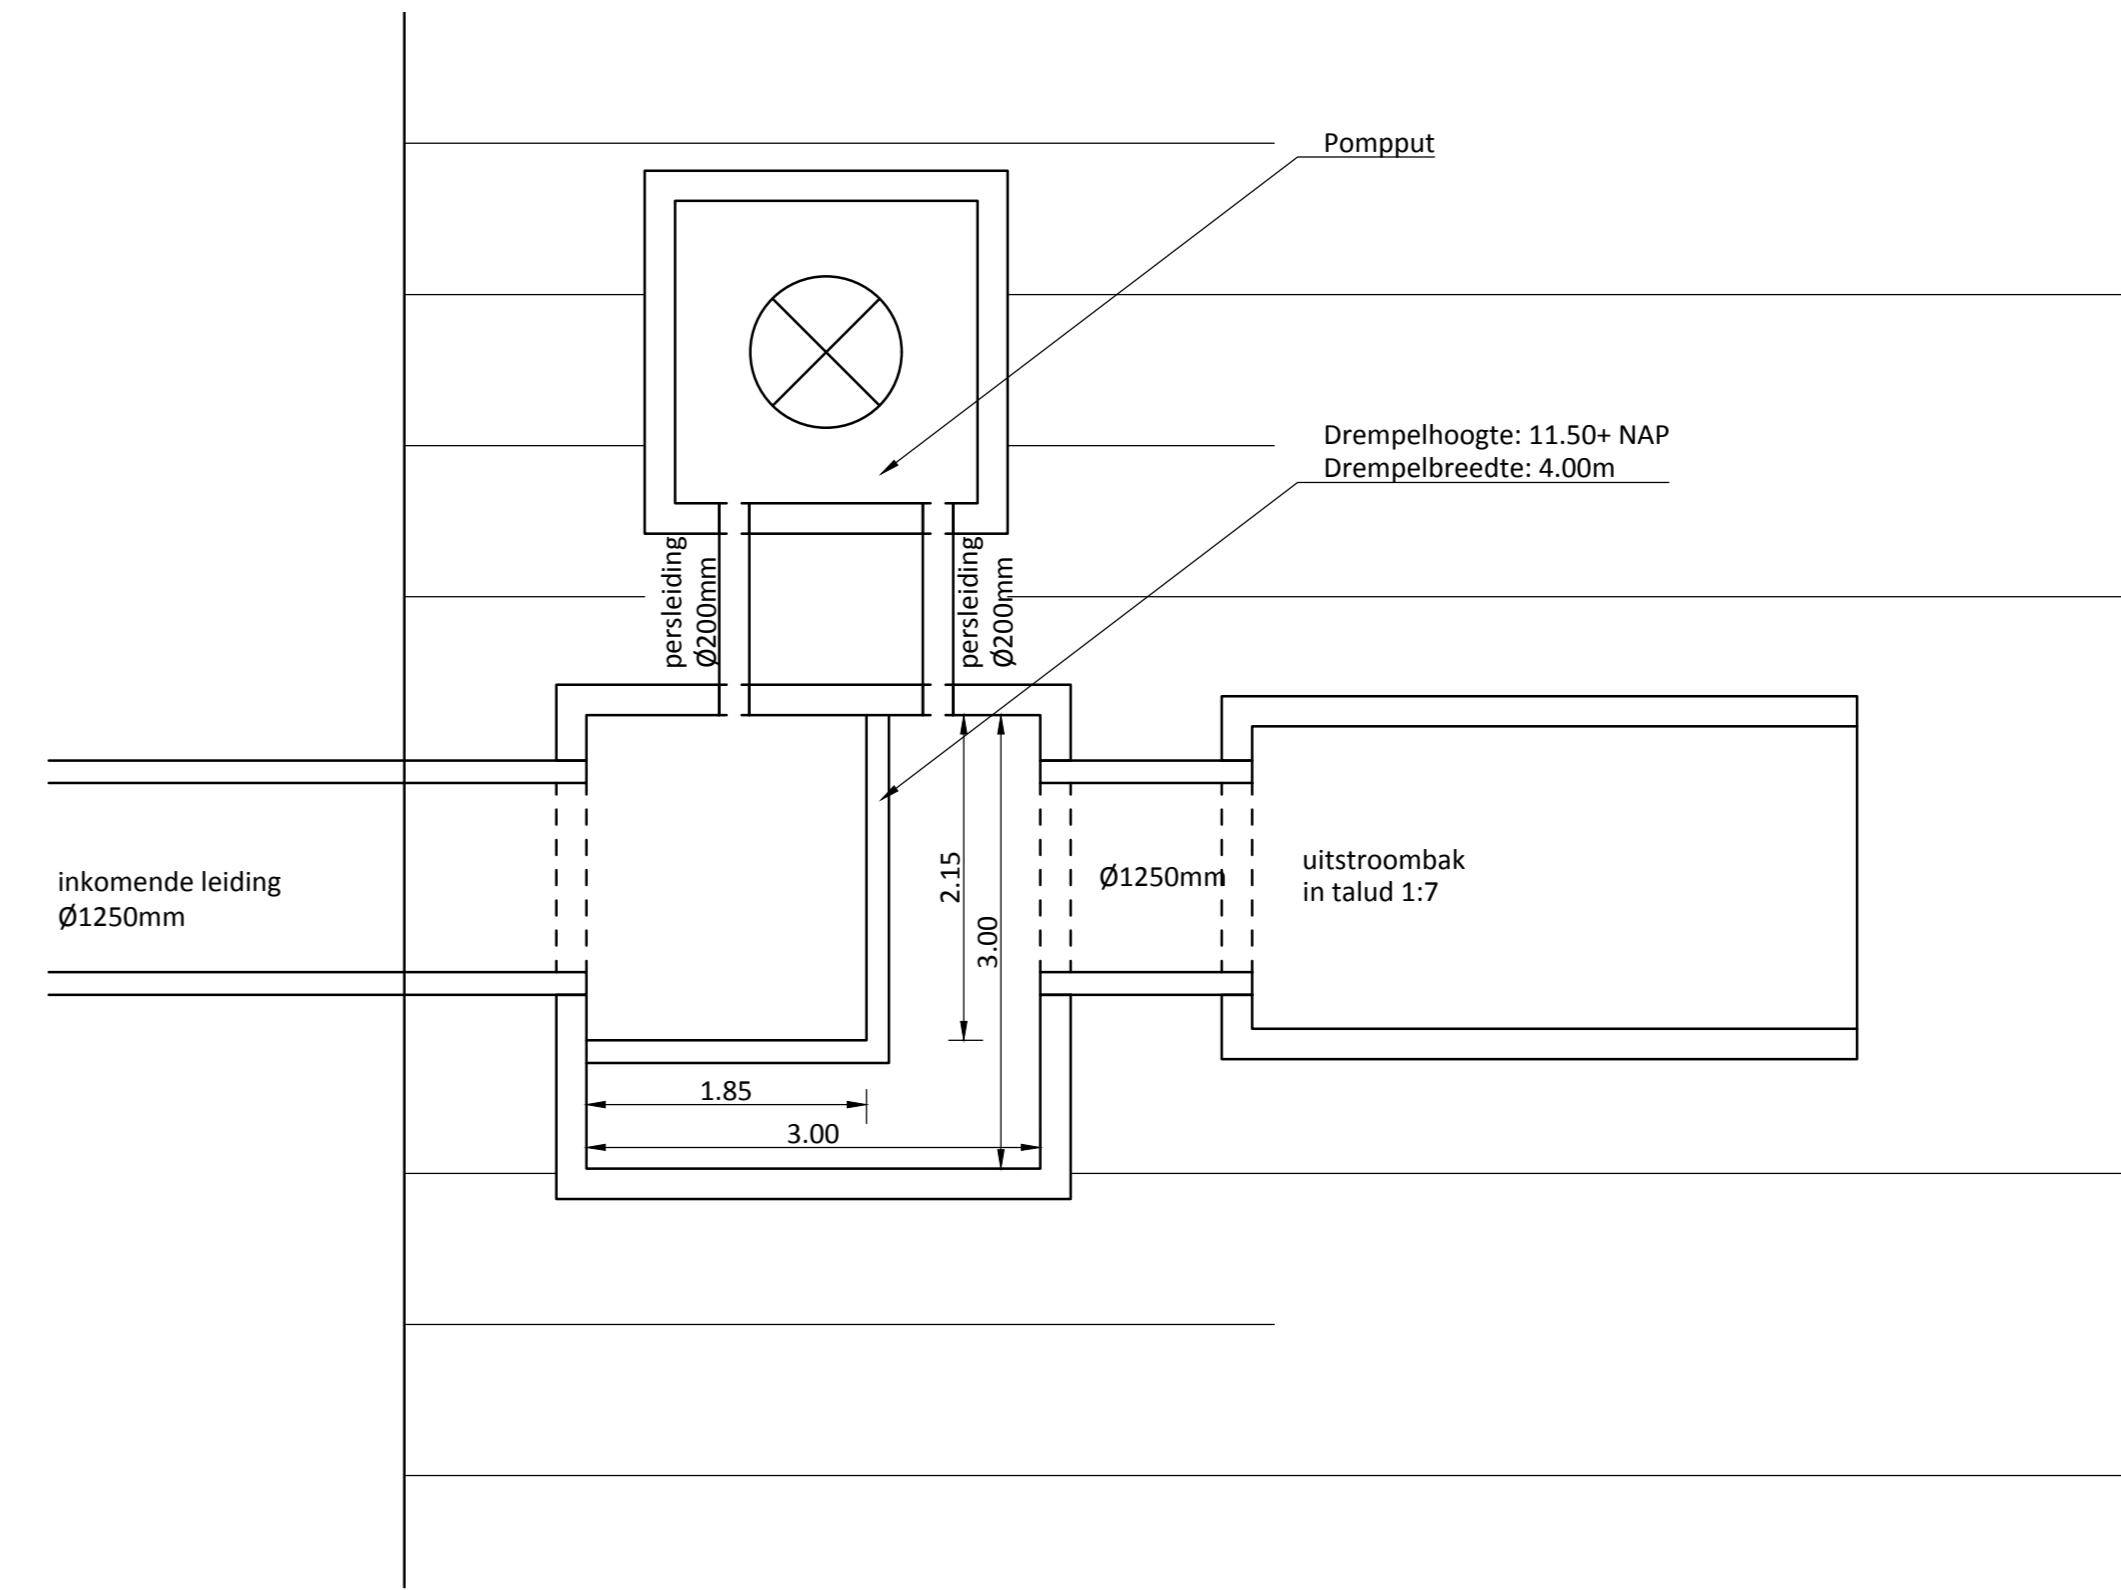 Pompput
Drempelhoogte: 11.50+ NAP
Drempelbreedte: 4.00m
persleiding
Ø200mm
persleiding
Ø200mm
inkomende leiding
Ø1250mm
2.15
3.00
Ø1250mm
uitstroombak
in talud 1:7
1.85
3.00